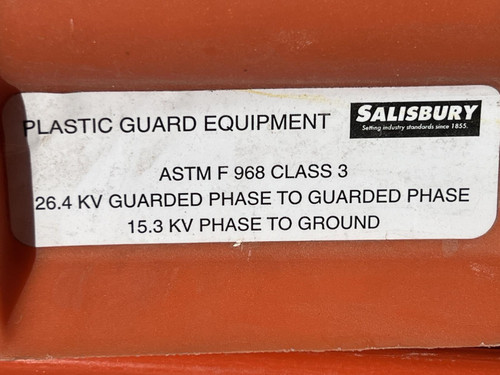 PLASTIC GUARD EQUIPMENT
SALISBURY
Setting industry standards since 1855.
ASTM F 968 CLASS 3
26.4 KV GUARDED PHASE TO GUARDED PHASE
15.3 KV PHASE TO GROUND